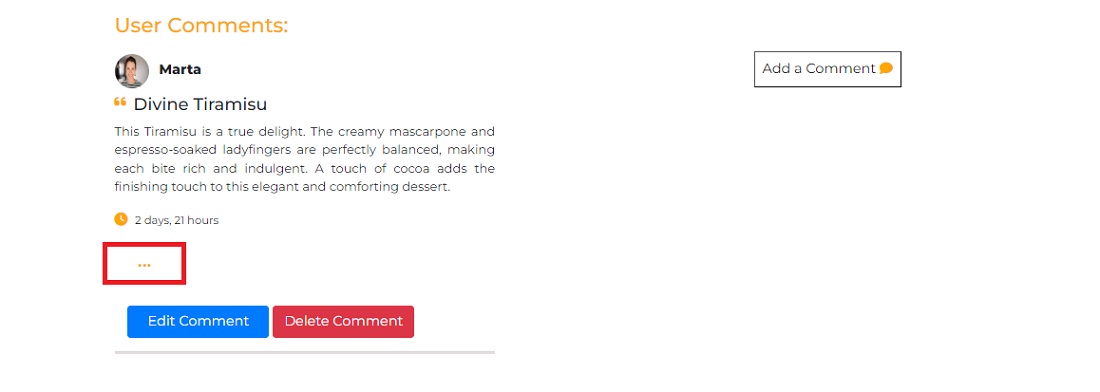 User Comments:
Marta
Add a Comment
❝ Divine Tiramisu
This Tiramisu is a true delight. The creamy mascarpone and
espresso-soaked ladyfingers are perfectly balanced, making
each bite rich and indulgent. A touch of cocoa adds the
finishing touch to this elegant and comforting dessert.
2 days, 21 hours
...
Edit Comment
Delete Comment